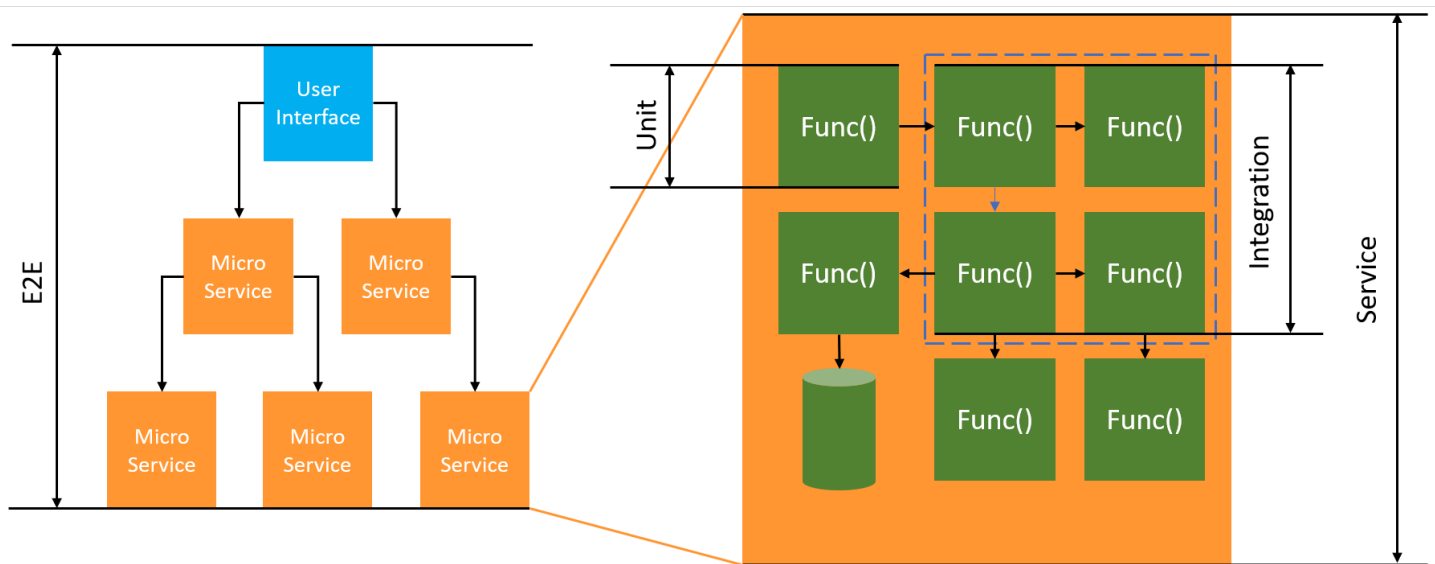 User
Interface
Micro
Service
Micro
Service
Micro
Service
Micro
Service
Micro
Service
E2E
Unit
Func()
Func()
Func()
Func()
Func()
Func()
Func()
Func()
Integration
Service